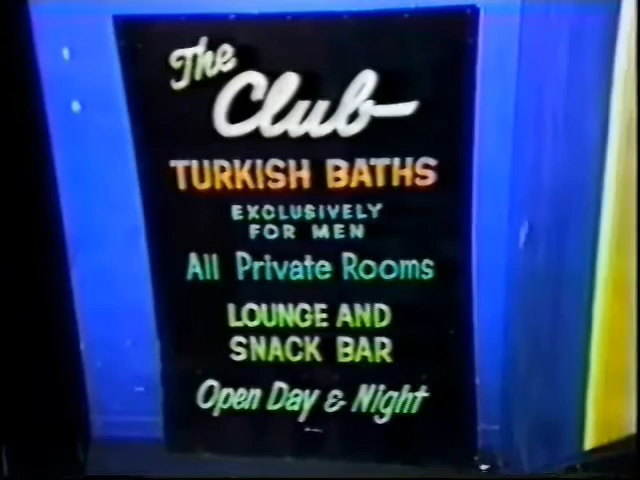 The
Club
TURKISH BATHS
EXCLUSIVELY
FOR MEN
All Private Rooms
LOUNGE AND
SNACK BAR
Open Day & Night